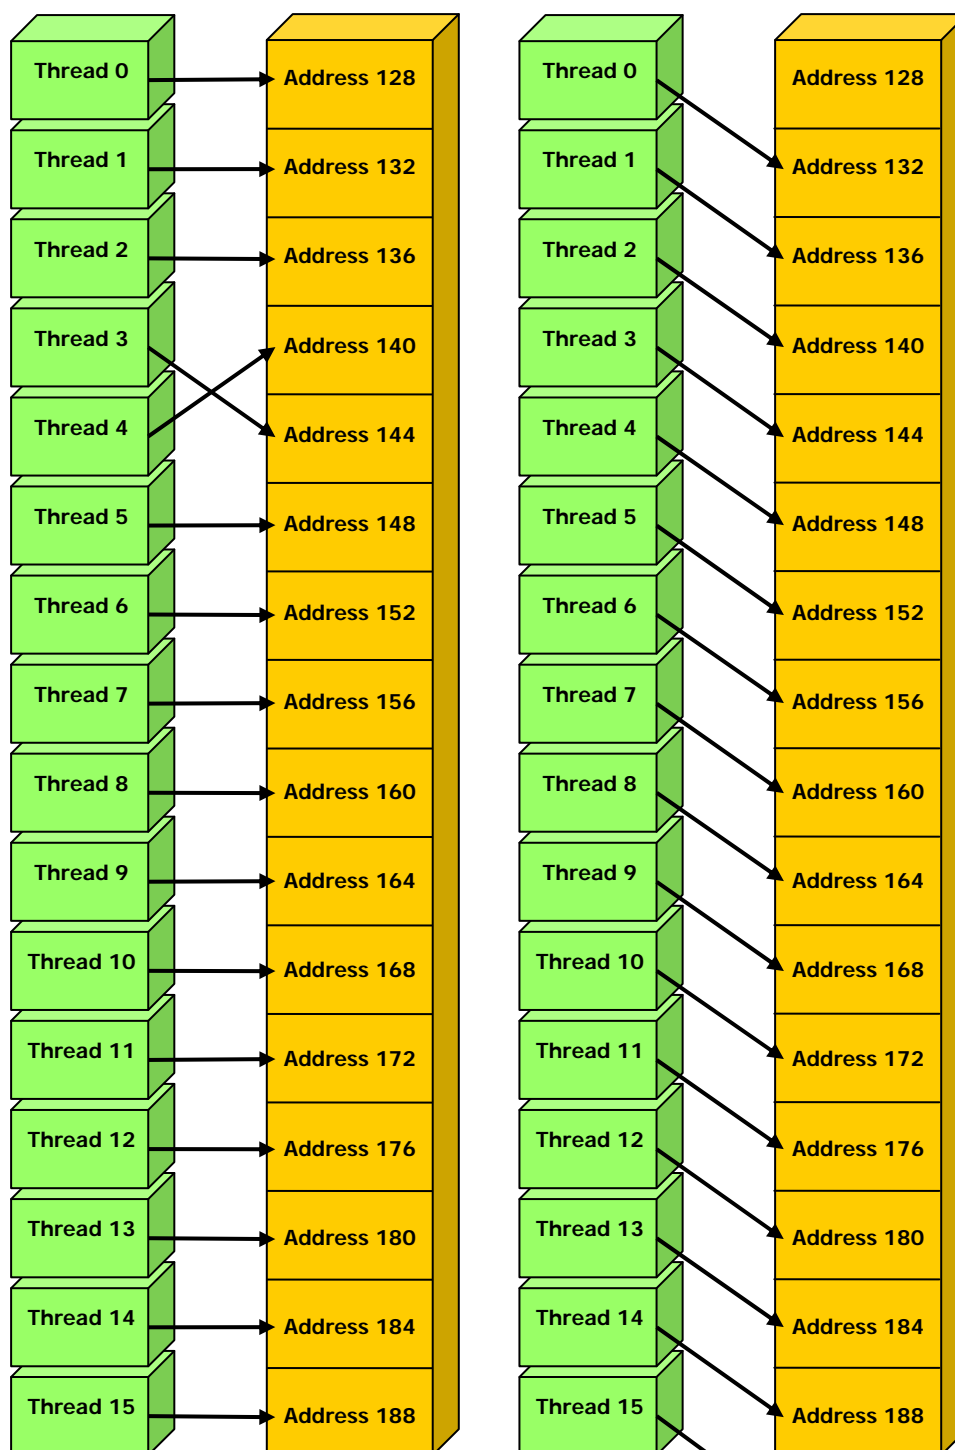 Thread 0 Address 128 Thread 0 Address 128
Thread 1 Address 132 Thread 1 Address 132
Thread 2 Address 136 Thread 2 Address 136
Thread 3 Address 140 Thread 3 Address 140
Thread 4 Address 144 Thread 4 Address 144
Thread 5 Address 148 Thread 5 Address 148
Thread 6 Address 152 Thread 6 Address 152
Thread 7 Address 156 Thread 7 Address 156
Thread 8 Address 160 Thread 8 Address 160
Thread 9 Address 164 Thread 9 Address 164
Thread 10 Address 168 Thread 10 Address 168
Thread 11 Address 172 Thread 11 Address 172
Thread 12 Address 176 Thread 12 Address 176
Thread 13 Address 180 Thread 13 Address 180
Thread 14 Address 184 Thread 14 Address 184
Thread 15 Address 188 Thread 15 Address 188